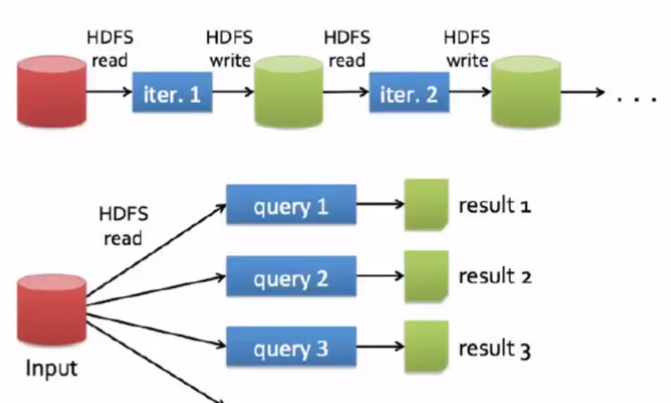 HDFS read
HDFS write
HDFS read
HDFS write
iter. 1
iter. 2
. . .
HDFS read
query 1
result 1
query 2
result 2
query 3
result 3
Input